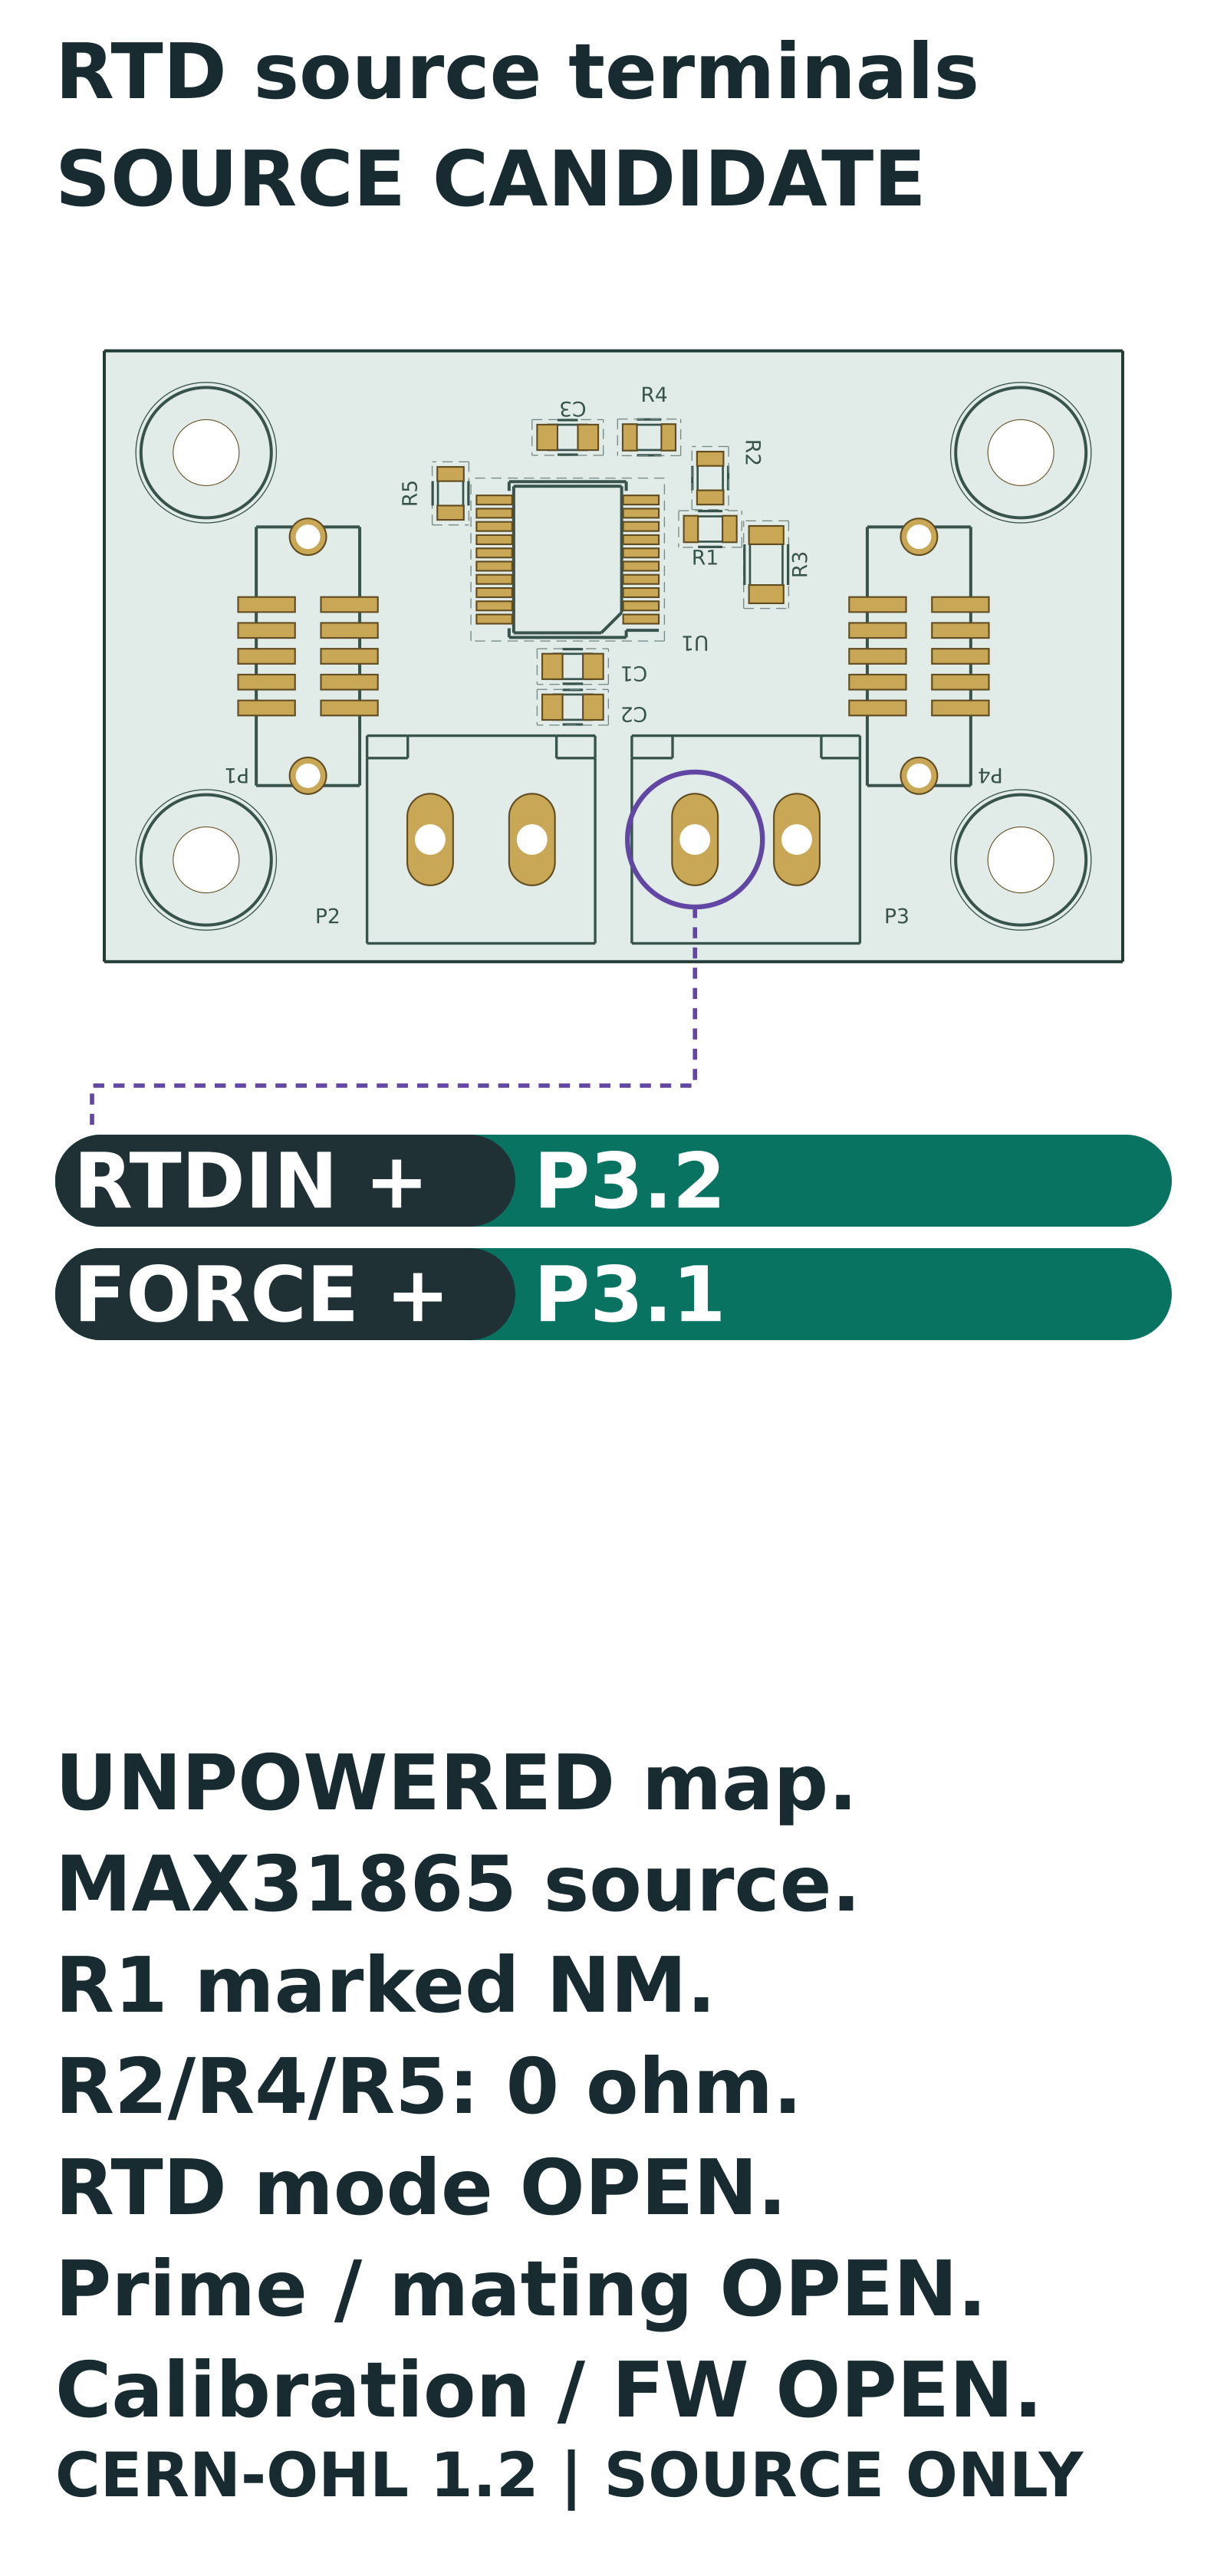 RTD source terminals
SOURCE CANDIDATE
C3
R4
R2
R5
R1
R3
U1
C1
C2
P1
P4
P2
P3
RTDIN + P3.2
FORCE + P3.1
UNPOWERED map.
MAX31865 source.
R1 marked NM.
R2/R4/R5: 0 ohm.
RTD mode OPEN.
Prime / mating OPEN.
Calibration / FW OPEN.
CERN-OHL 1.2 | SOURCE ONLY